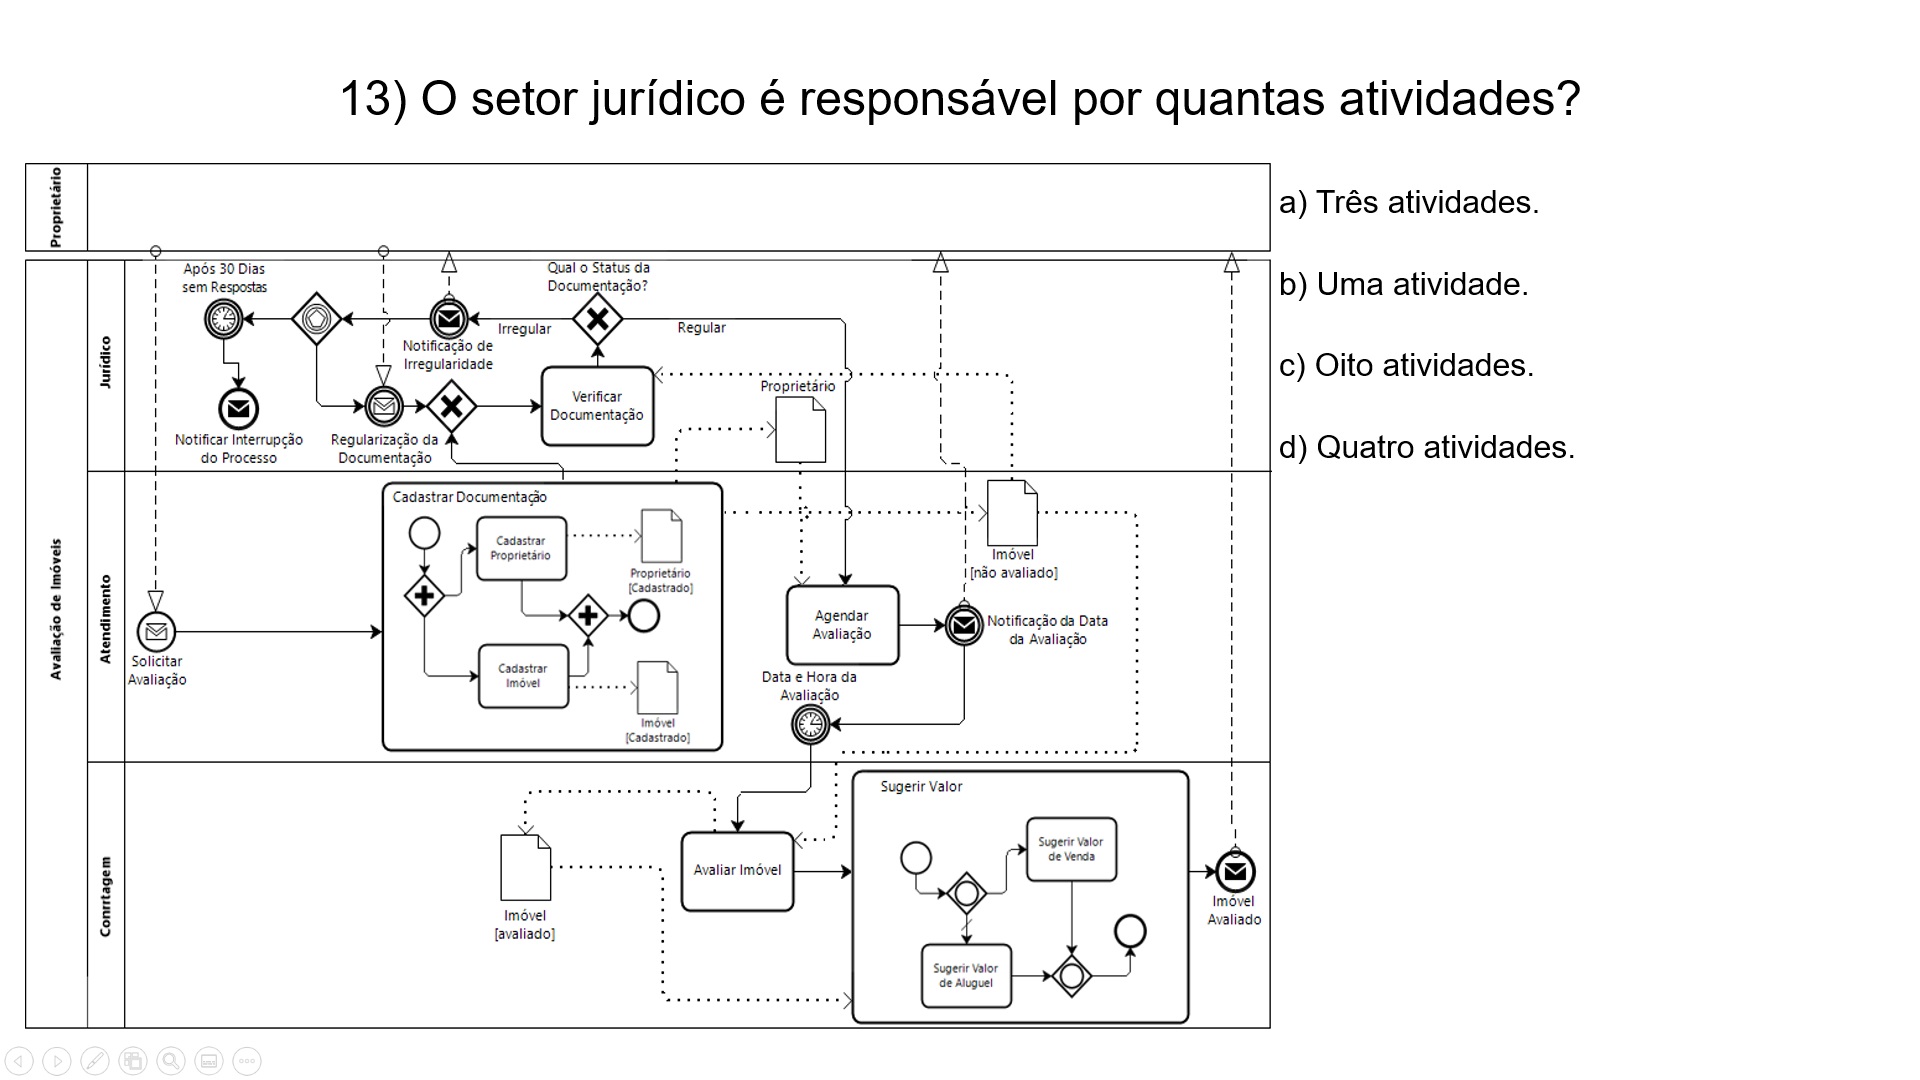 13) O setor jurídico é responsável por quantas atividades?
a) Três atividades.
b) Uma atividade.
c) Oito atividades.
d) Quatro atividades.
Proprietário
Avaliação de Imóveis
Jurídico
Após 30 Dias
sem Respostas
Qual o Status da
Documentação?
Irregular
Regular
Notificação de
Irregularidade
Verificar
Documentação
Proprietário
Notificar Interrupção
do Processo
Regularização da
Documentação
Atendimento
Solicitar
Avaliação
Cadastrar Documentação
Cadastrar
Proprietário
Proprietário
[Cadastrado]
Cadastrar
Imóvel
Imóvel
[Cadastrado]
Imóvel
[não avaliado]
Agendar
Avaliação
Notificação da Data
da Avaliação
Data e Hora da
Avaliação
Conrrtagem
Imóvel
[avaliado]
Avaliar Imóvel
Sugerir Valor
Sugerir Valor
de Venda
Sugerir Valor
de Aluguel
Imóvel
Avaliado